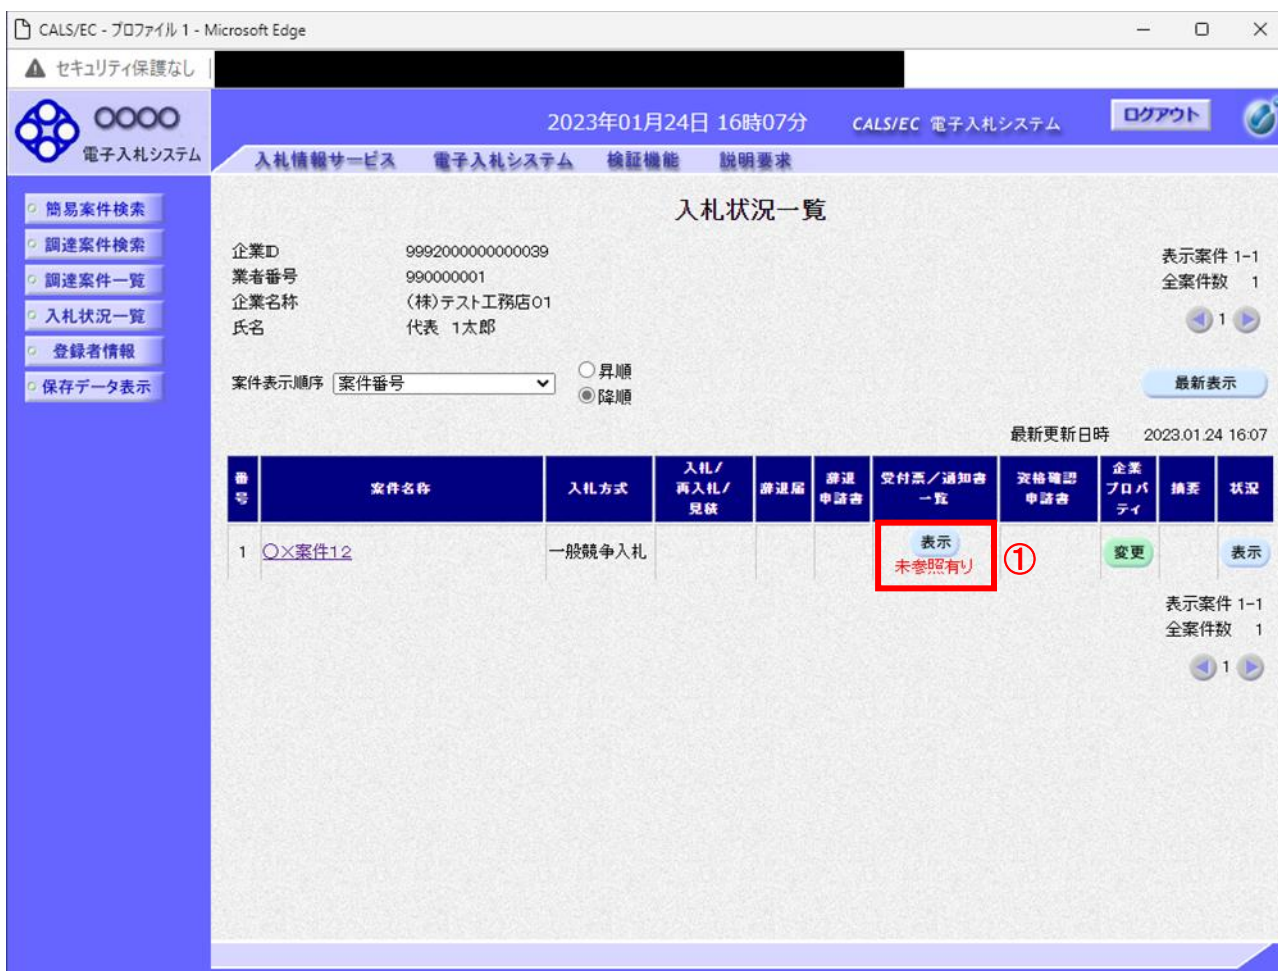 CALS/EC - プロファイル 1 - Microsoft Edge
セキュリティ保護なし
〇〇〇〇
電子入札システム
2023年01月24日 16時07分
CALS/EC 電子入札システム
ログアウト
入札情報サービス 電子入札システム 検証機能 説明要求
簡易案件検索
調達案件検索
調達案件一覧
入札状況一覧
登録者情報
保存データ表示
入札状況一覧
企業ID 9992000000000039
業者番号 990000001
企業名称 (株)テスト工務店01
氏名 代表 1太郎
表示案件 1-1
全案件数 1
1
案件表示順序 案件番号
昇順
降順
最新表示
最新更新日時 2023.01.24 16:07
番号 案件名称 入札方式 入札/再入札/見積 辞退届 辞退申請書 受付票/通知書一覧 資格確認申請書 企業プロパティ 摘要 状況
1 〇×案件12 一般競争入札 表示 未参照有り ① 変更 表示
表示案件 1-1
全案件数 1
1